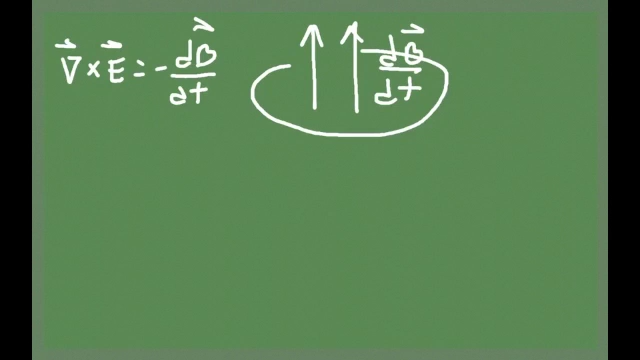 ∇⃗ × E⃗ = - dB⃗/dt
dB⃗/dt